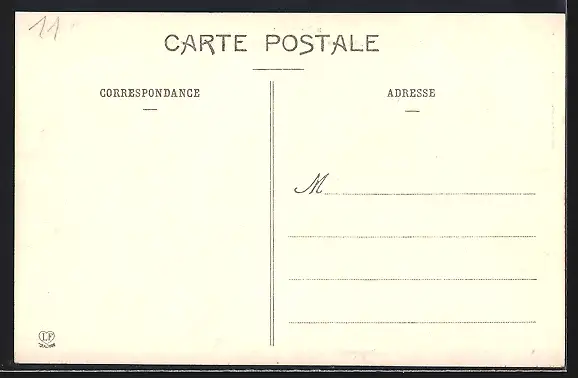 11
CARTE POSTALE
CORRESPONDANCE
ADRESSE
M